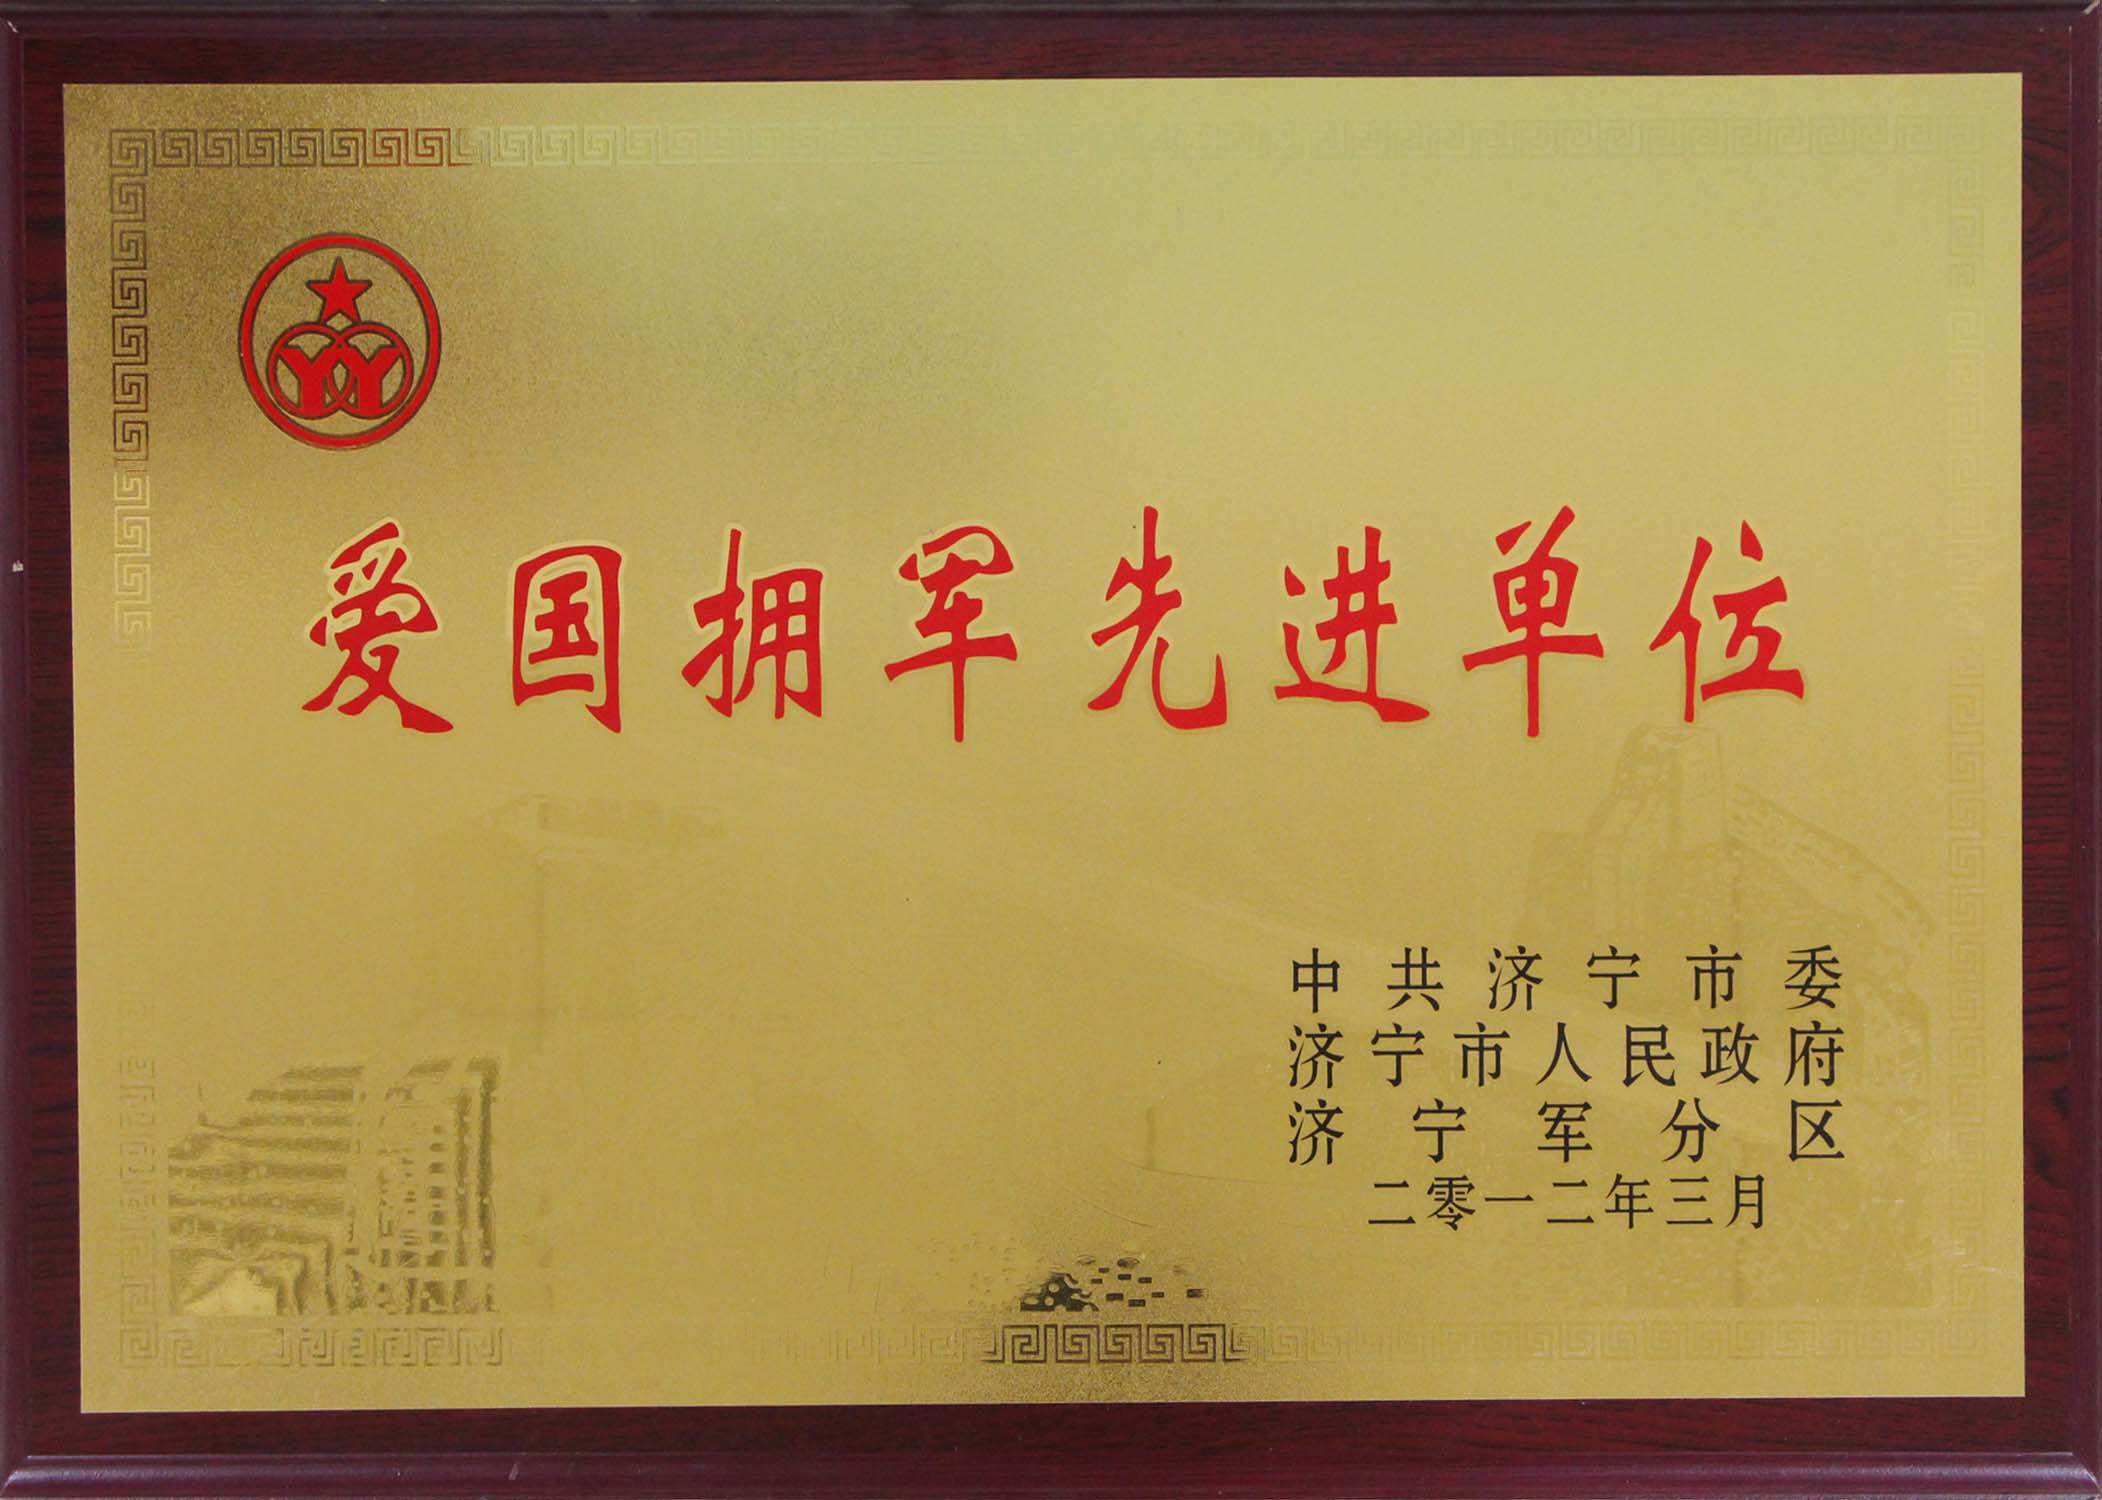 爱国拥军先进单位
中共济宁市委
济宁市人民政府
济宁军分区
二零一二年三月